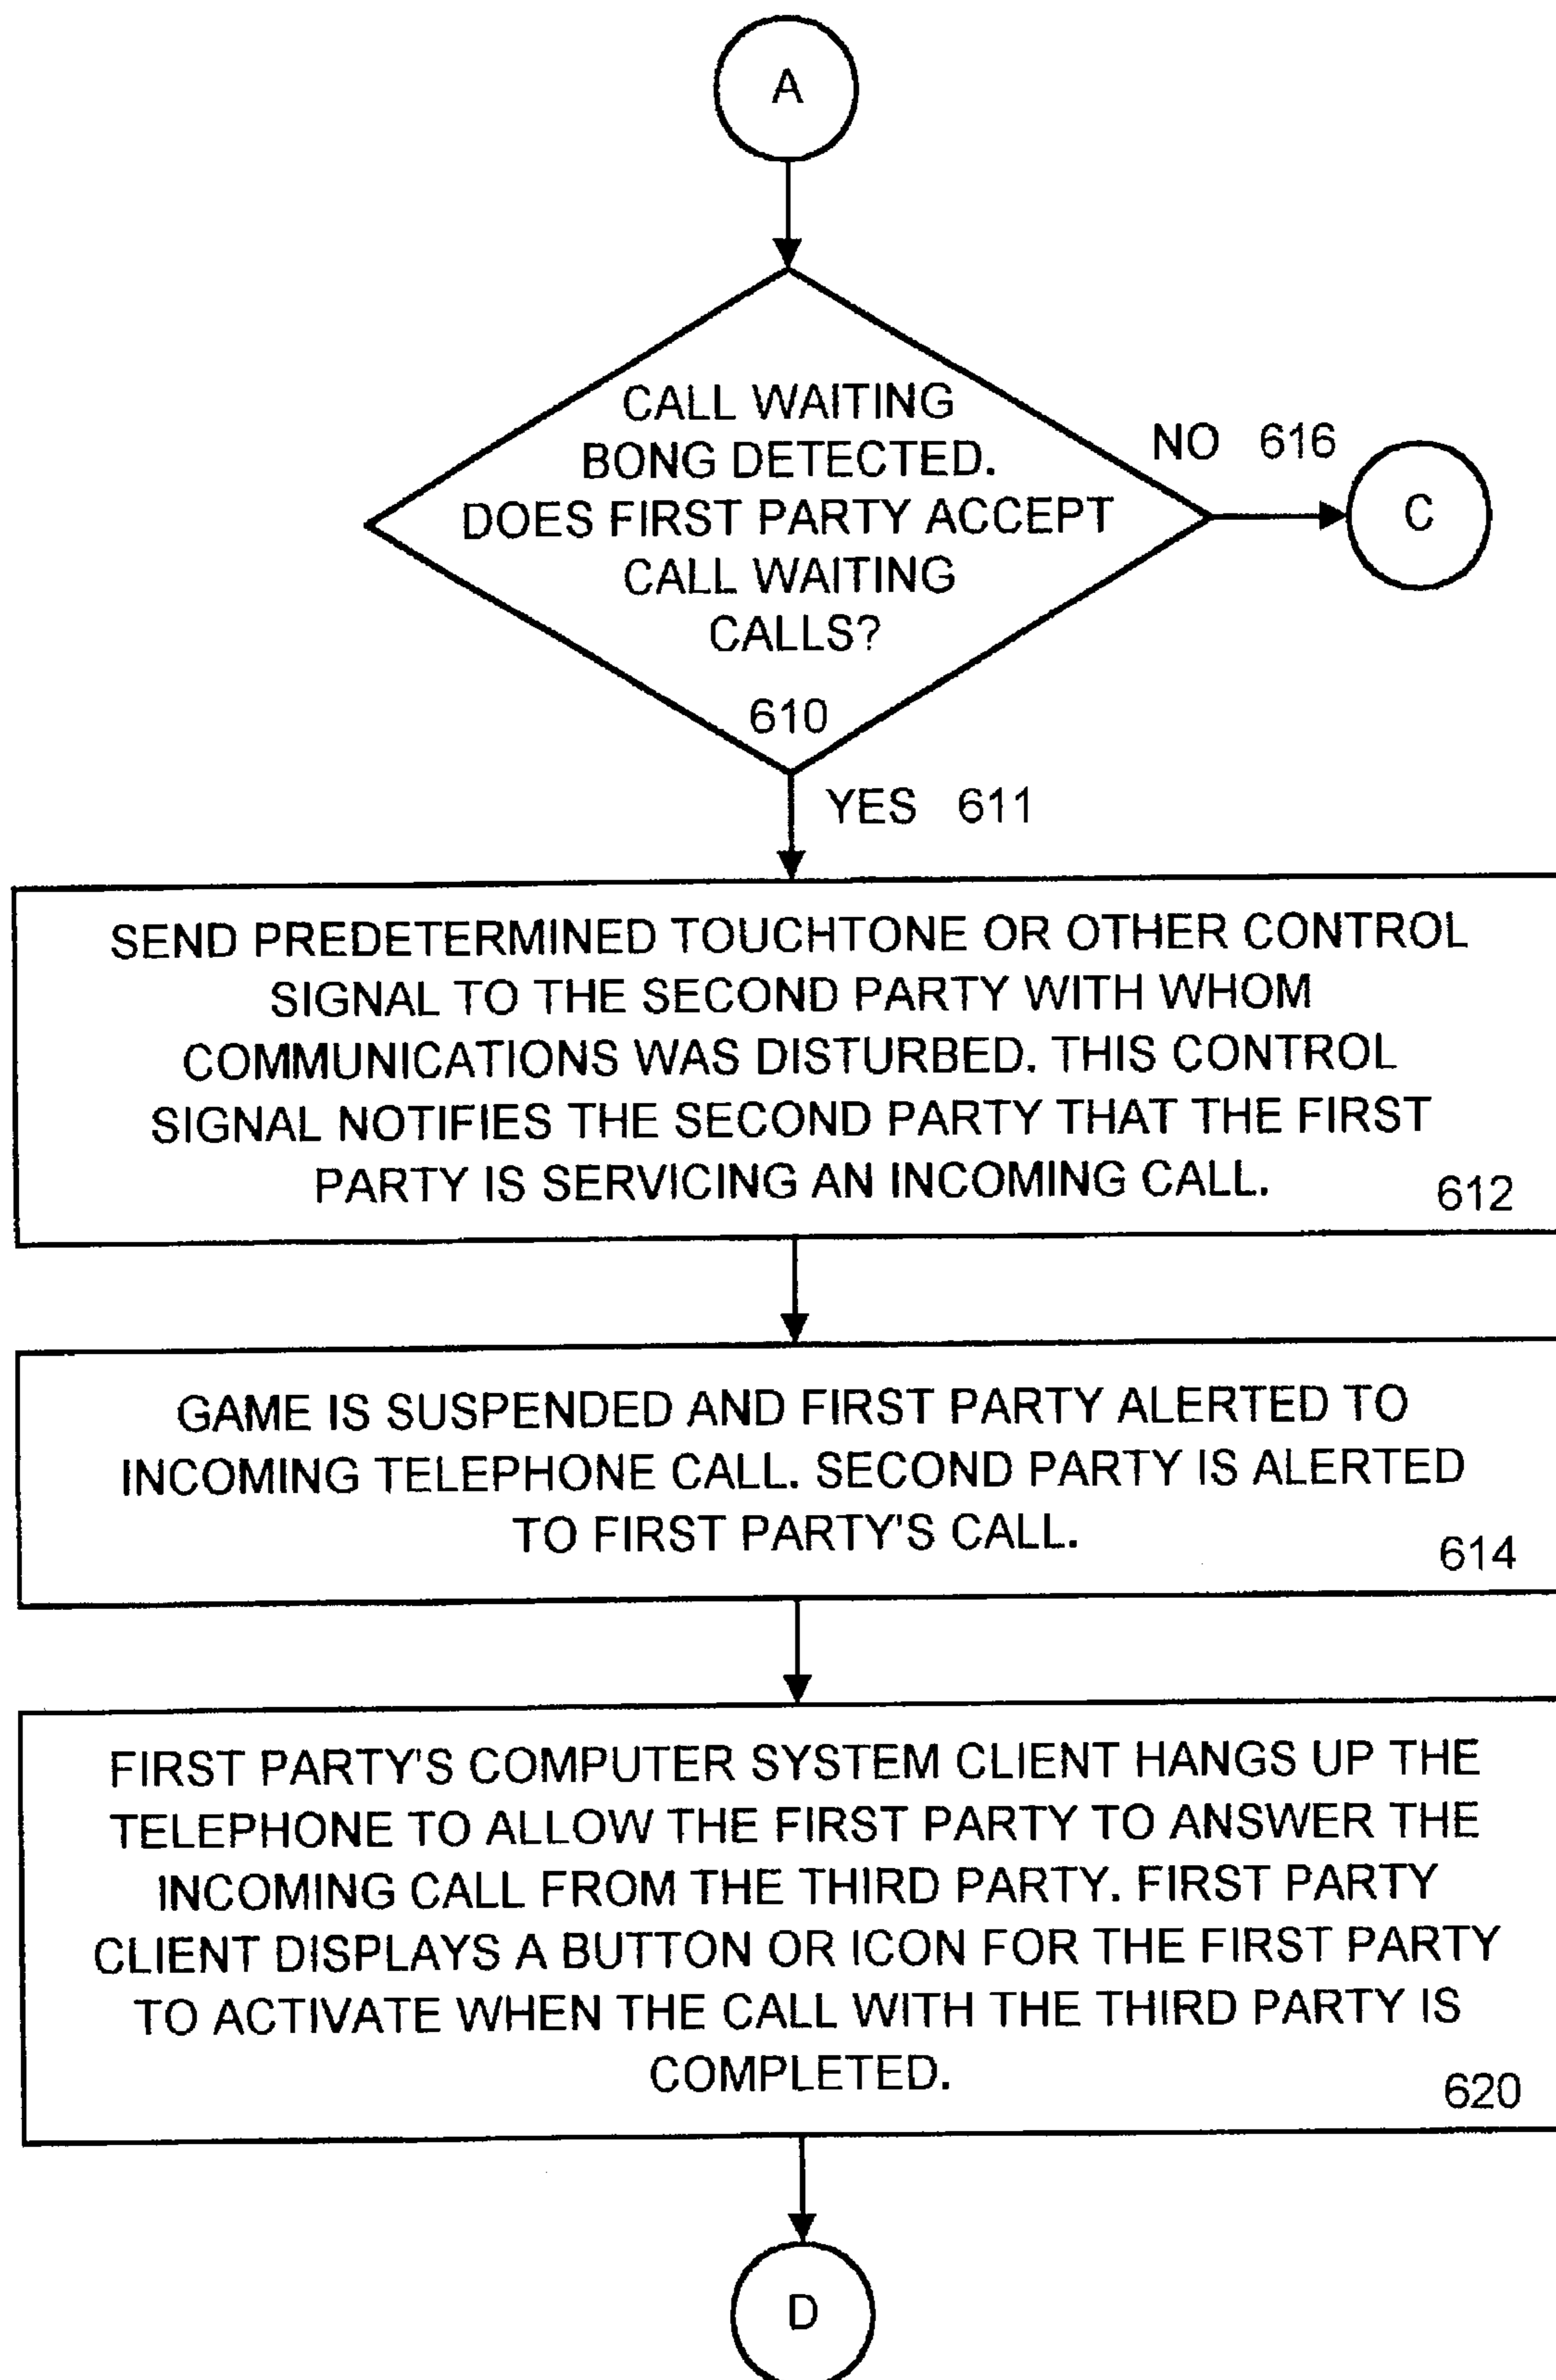 A
CALL WAITING
BONG DETECTED.
DOES FIRST PARTY ACCEPT
CALL WAITING
CALLS?
610
NO 616
C
YES 611
SEND PREDETERMINED TOUCHTONE OR OTHER CONTROL
SIGNAL TO THE SECOND PARTY WITH WHOM
COMMUNICATIONS WAS DISTURBED. THIS CONTROL
SIGNAL NOTIFIES THE SECOND PARTY THAT THE FIRST
PARTY IS SERVICING AN INCOMING CALL.
612
GAME IS SUSPENDED AND FIRST PARTY ALERTED TO
INCOMING TELEPHONE CALL. SECOND PARTY IS ALERTED
TO FIRST PARTY'S CALL.
614
FIRST PARTY'S COMPUTER SYSTEM CLIENT HANGS UP THE
TELEPHONE TO ALLOW THE FIRST PARTY TO ANSWER THE
INCOMING CALL FROM THE THIRD PARTY. FIRST PARTY
CLIENT DISPLAYS A BUTTON OR ICON FOR THE FIRST PARTY
TO ACTIVATE WHEN THE CALL WITH THE THIRD PARTY IS
COMPLETED.
620
D